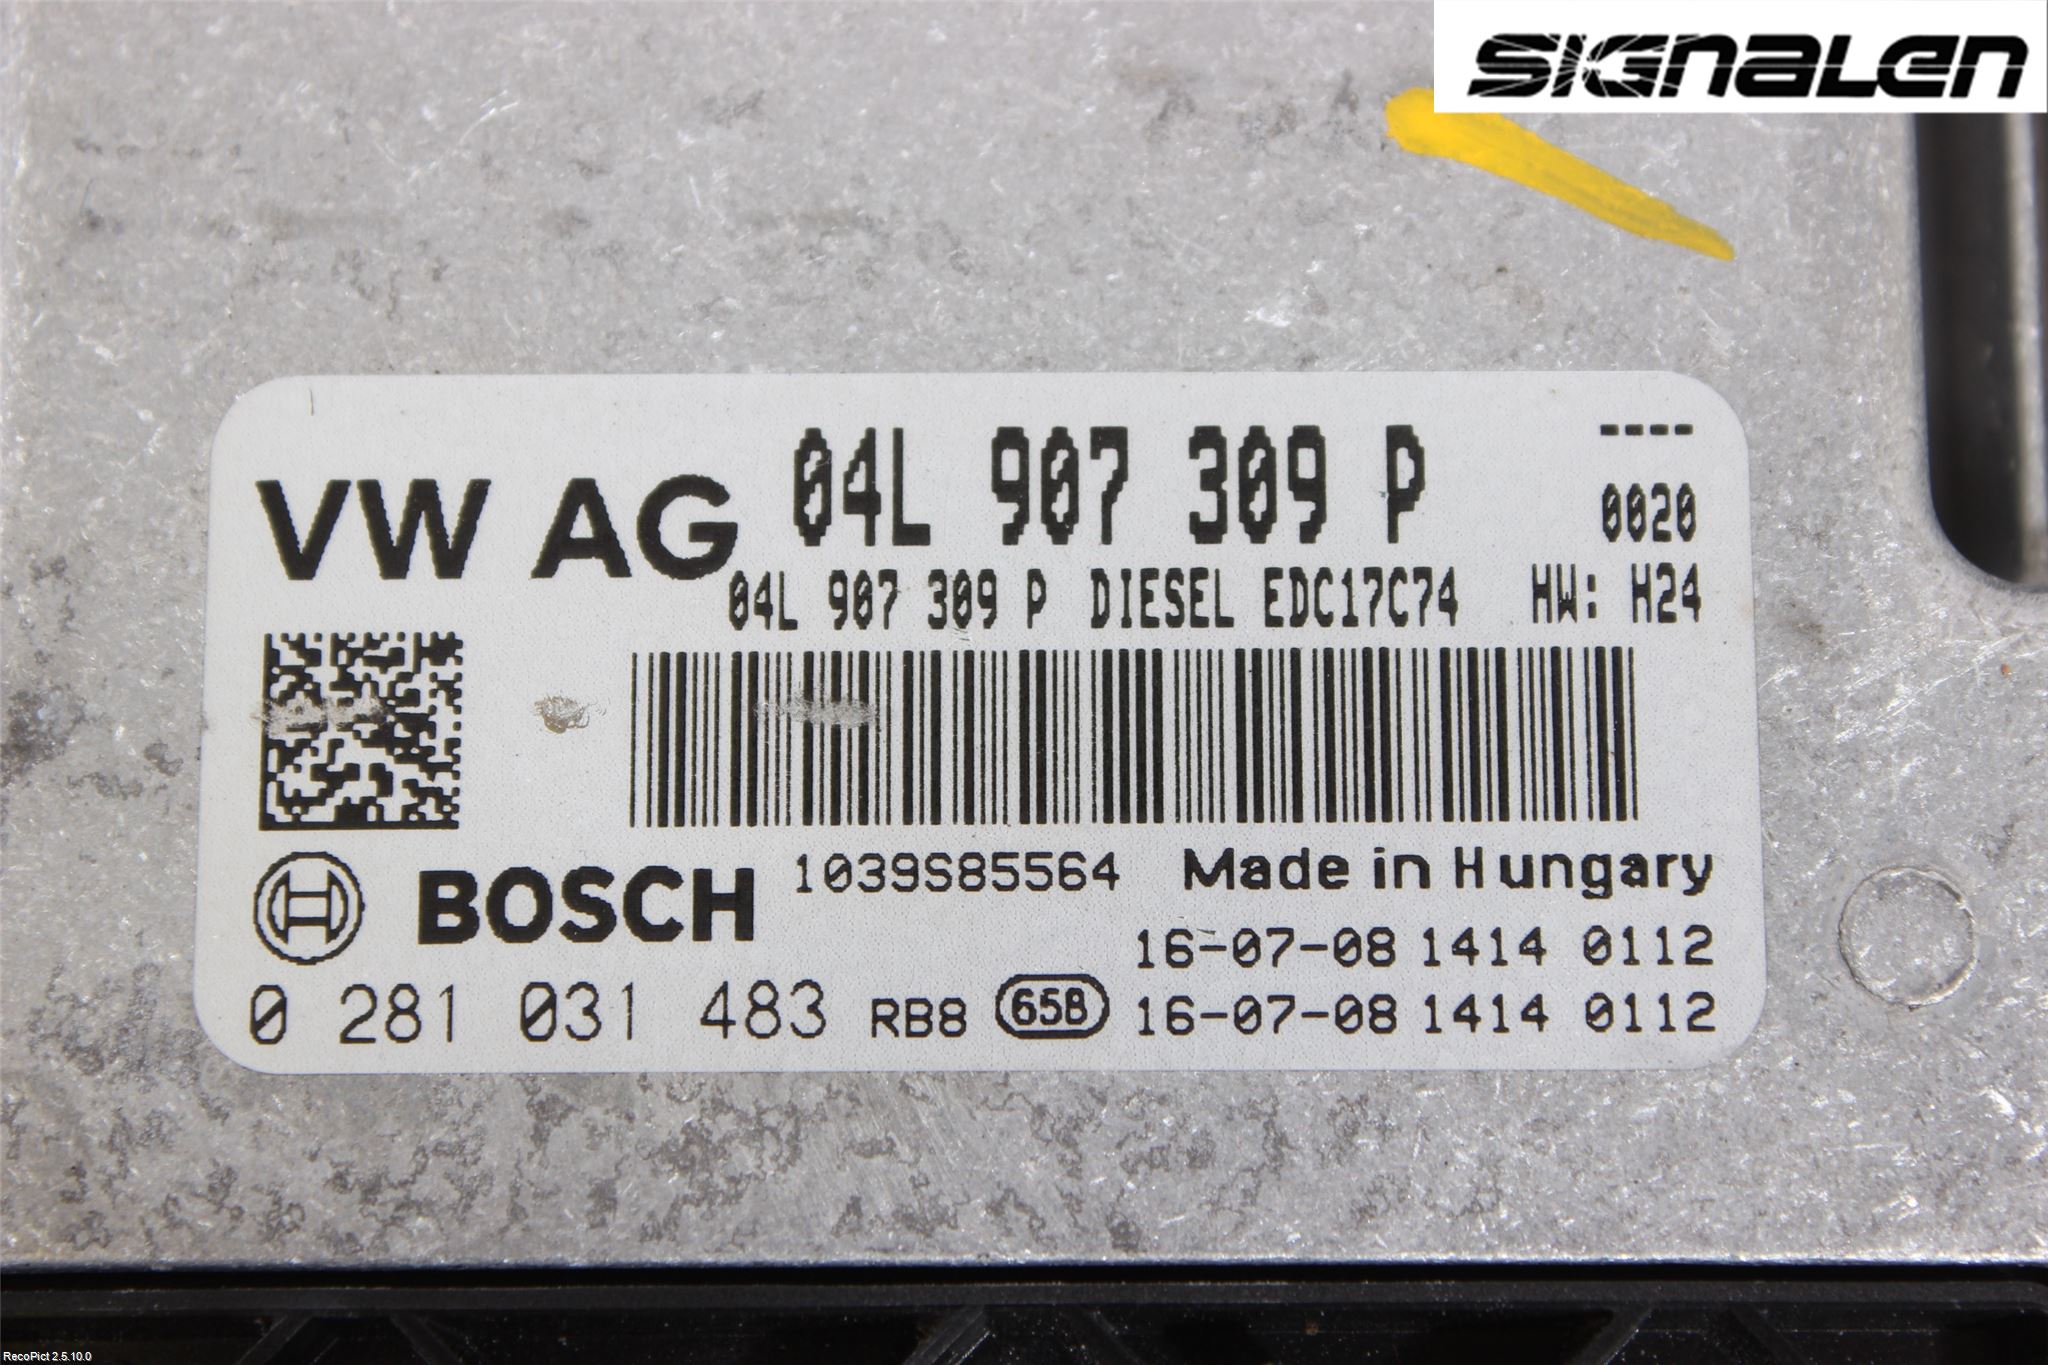 SIGNALEN
VW AG 04L 907 309 P ----
0020
04L 907 309 P DIESEL EDC17C74 HW: H24
BOSCH 1039S85564 Made in Hungary
16-07-08 1414 0112
0 281 031 483 RB8 65B 16-07-08 1414 0112
RecoPict 2.5.10.0